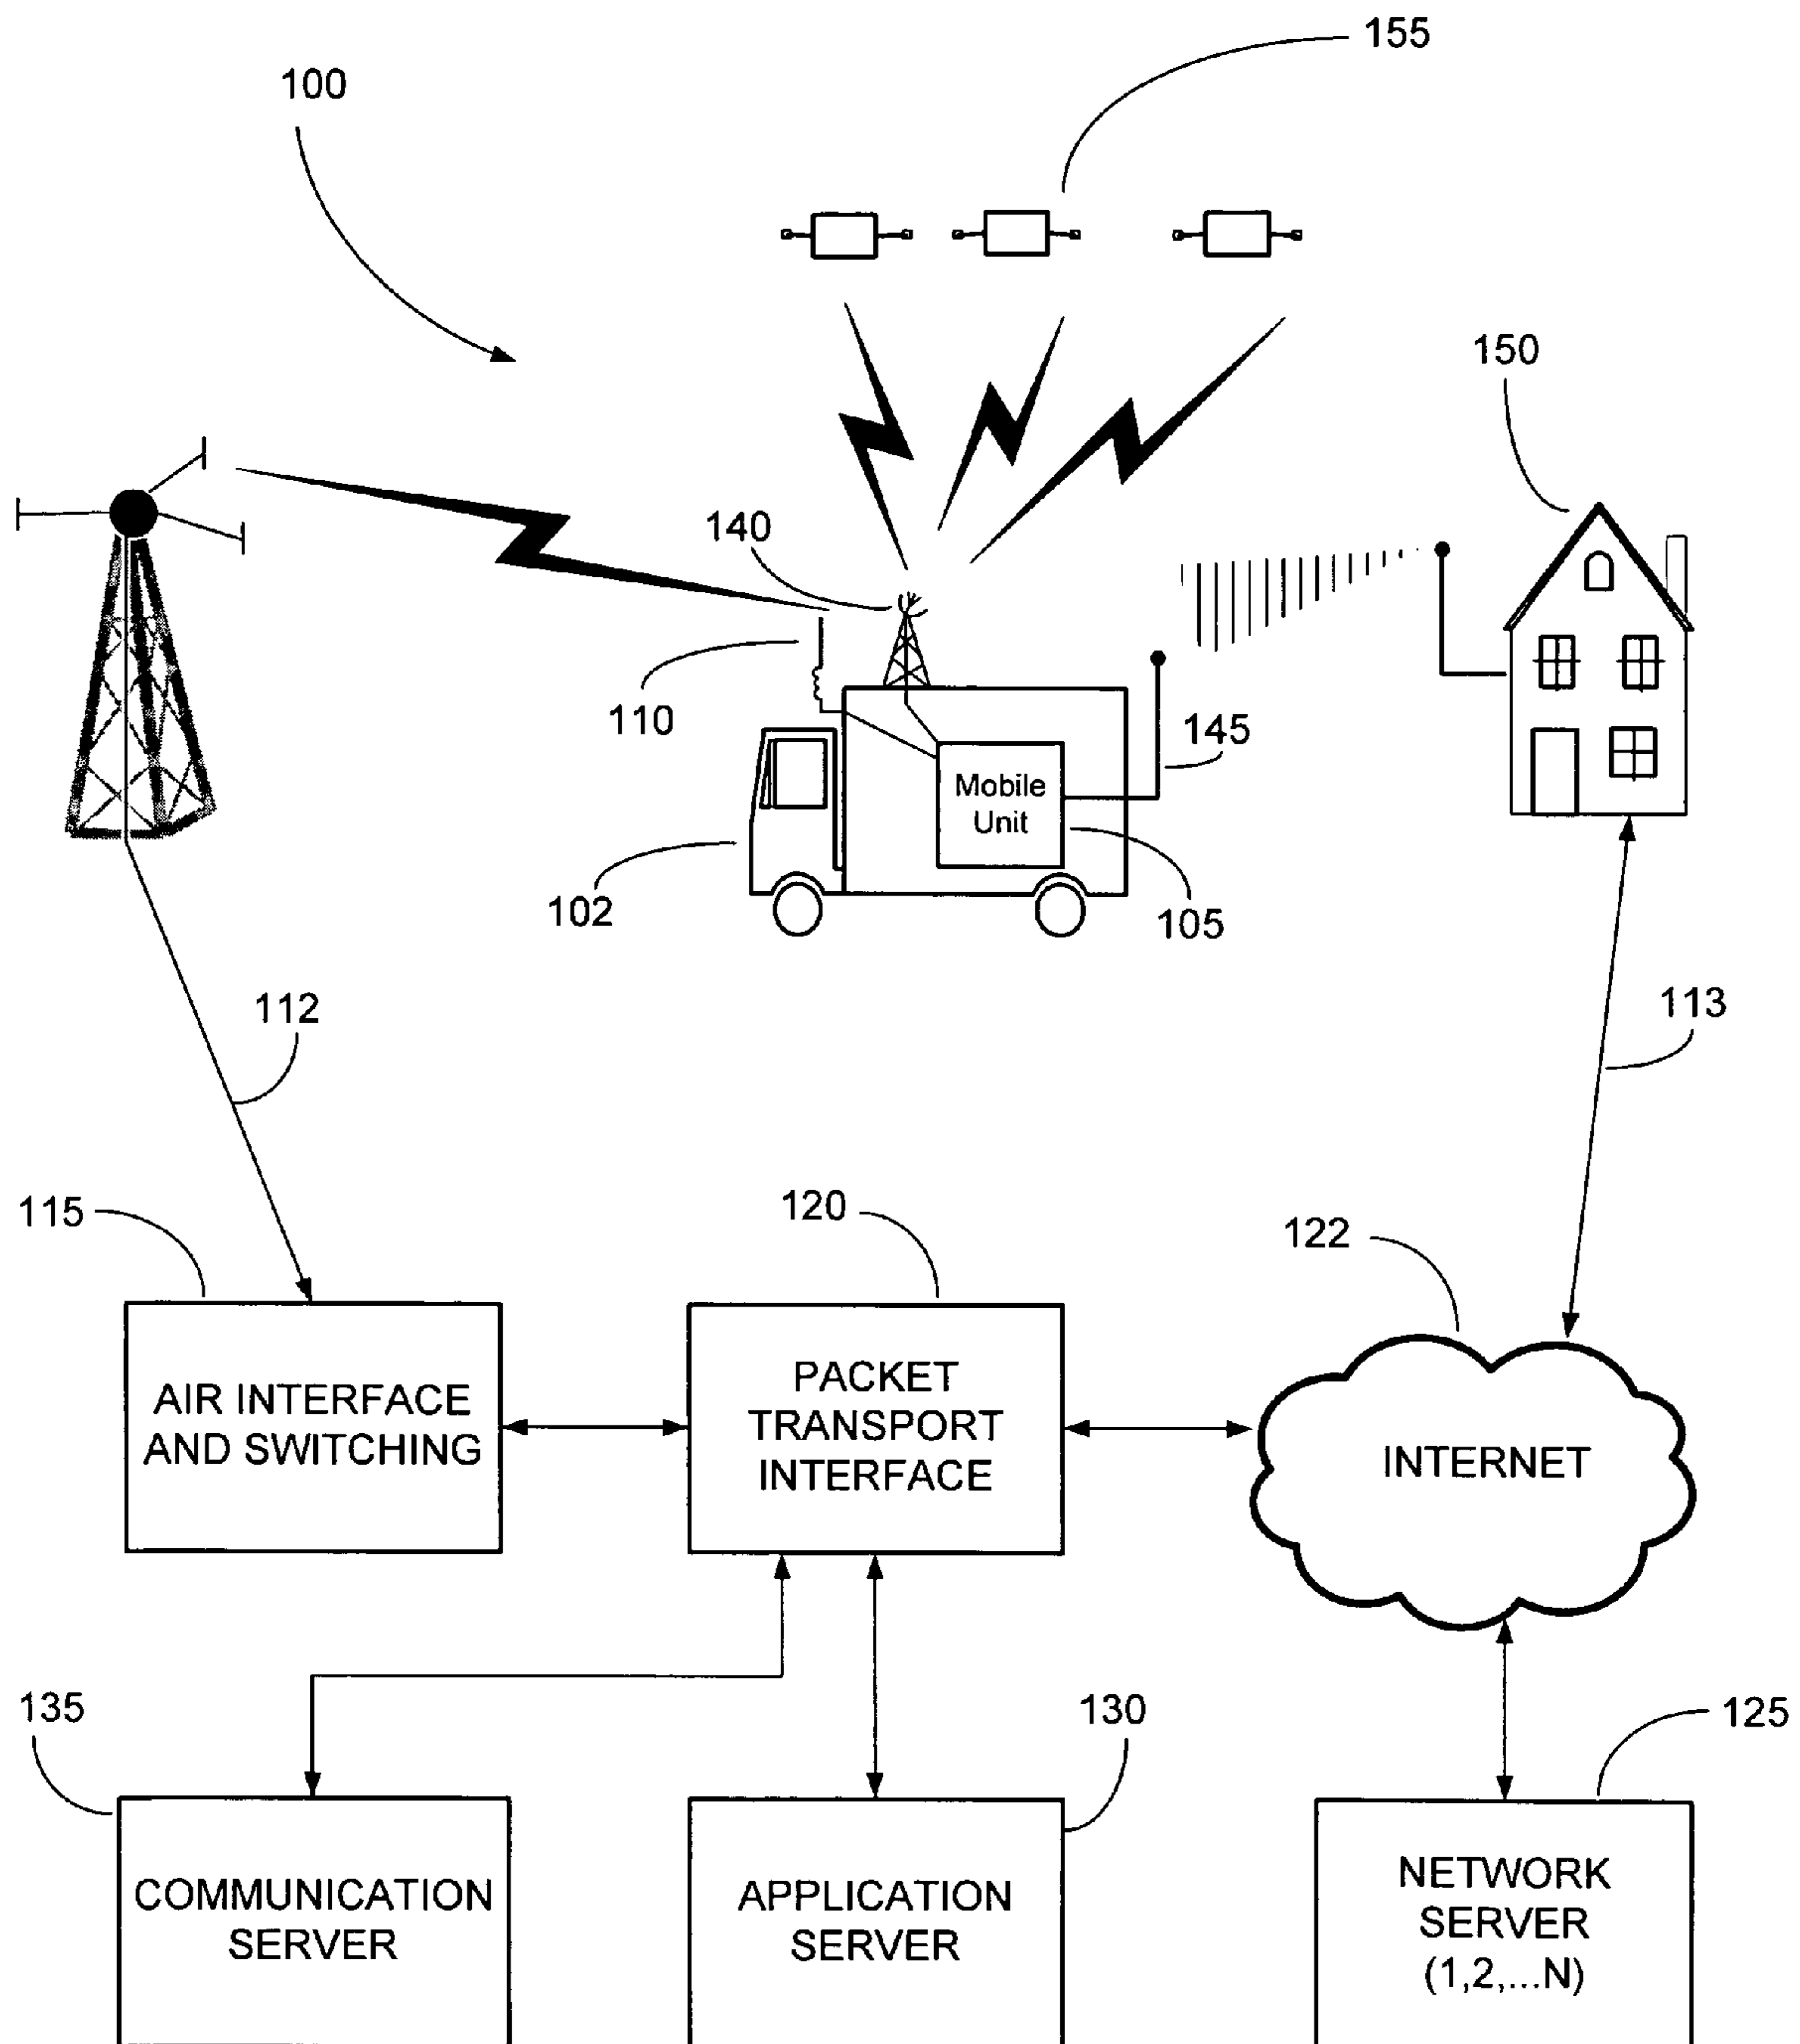 155
100
150
140
110
145
Mobile
Unit
102
105
112
113
115
120
122
AIR INTERFACE
AND SWITCHING
PACKET
TRANSPORT
INTERFACE
INTERNET
135
130
125
COMMUNICATION
SERVER
APPLICATION
SERVER
NETWORK
SERVER
(1,2,...N)